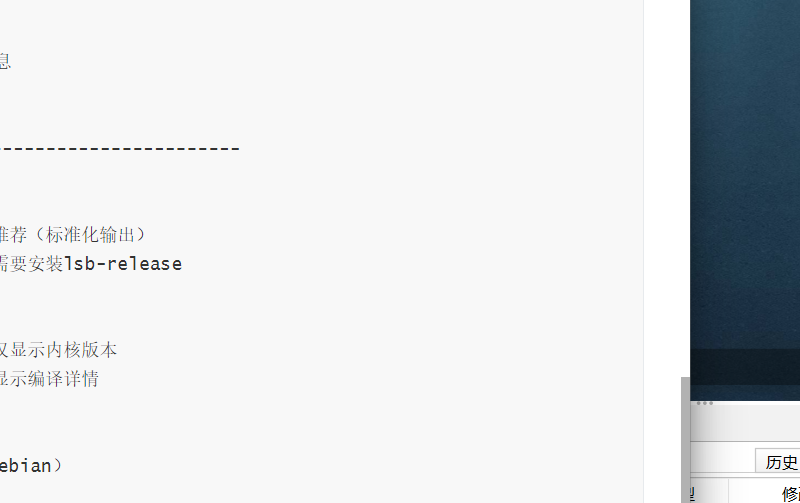 息
-----------------------
推荐（标准化输出）
需要安装lsb-release
仅显示内核版本
显示编译详情
ebian）
历史
型
修